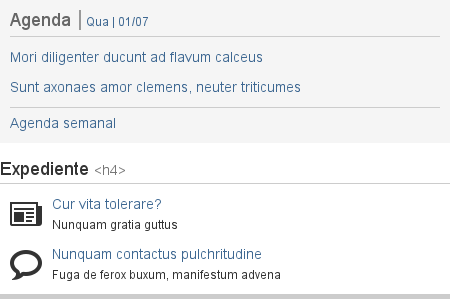 Agenda | Qua | 01/07
Mori diligenter ducunt ad flavum calceus
Sunt axonaes amor clemens, neuter triticumes
Agenda semanal
Expediente <h4>
Cur vita tolerare?
Nunquam gratia guttus
Nunquam contactus pulchritudine
Fuga de ferox buxum, manifestum advena